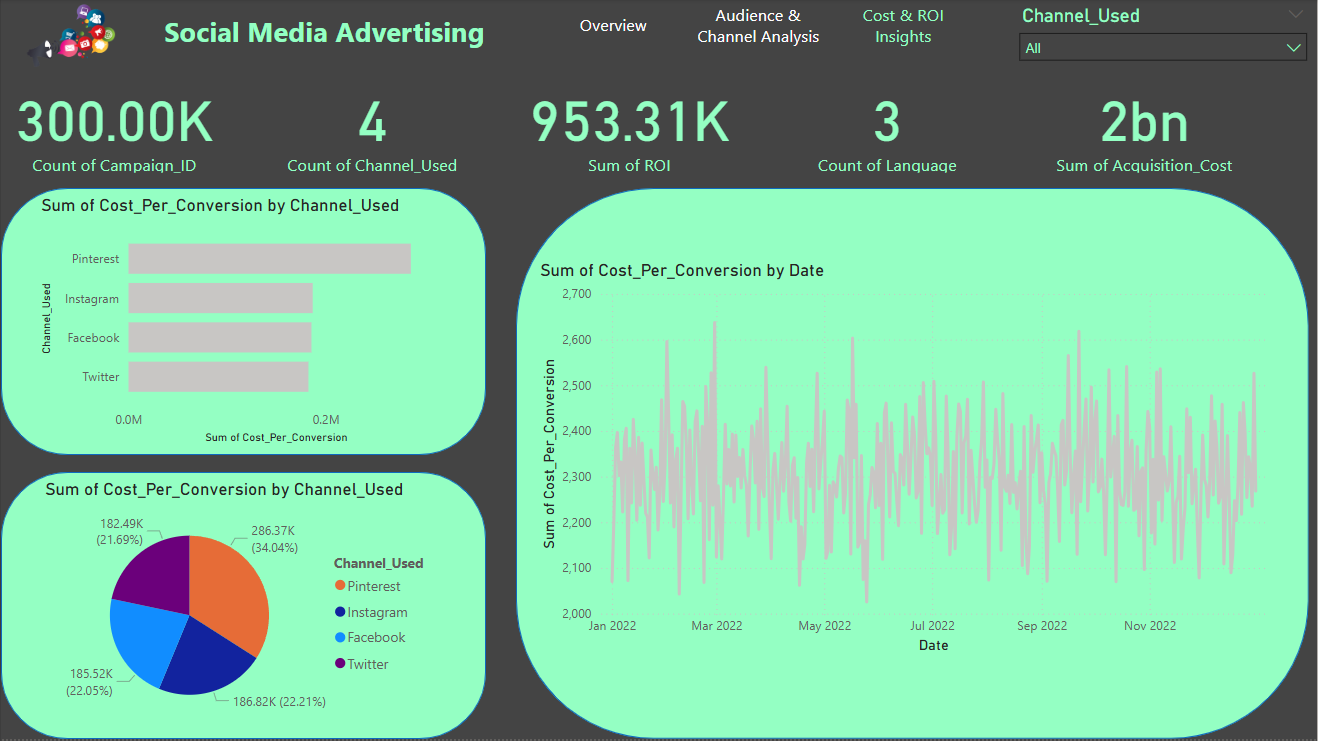 Social Media Advertising
Overview
Audience &
Channel Analysis
Cost & ROI
Insights
Channel_Used
All
300.00K
Count of Campaign_ID
4
Count of Channel_Used
953.31K
Sum of ROI
3
Count of Language
2bn
Sum of Acquisition_Cost
Sum of Cost_Per_Conversion by Channel_Used
Channel_Used
Pinterest
Instagram
Facebook
Twitter
0.0M
0.2M
Sum of Cost_Per_Conversion
Sum of Cost_Per_Conversion by Channel_Used
182.49K
(21.69%)
286.37K
(34.04%)
185.52K
(22.05%)
186.82K (22.21%)
Channel_Used
Pinterest
Instagram
Facebook
Twitter
Sum of Cost_Per_Conversion by Date
Sum of Cost_Per_Conversion
2,700
2,600
2,500
2,400
2,300
2,200
2,100
2,000
Jan 2022
Mar 2022
May 2022
Jul 2022
Sep 2022
Nov 2022
Date